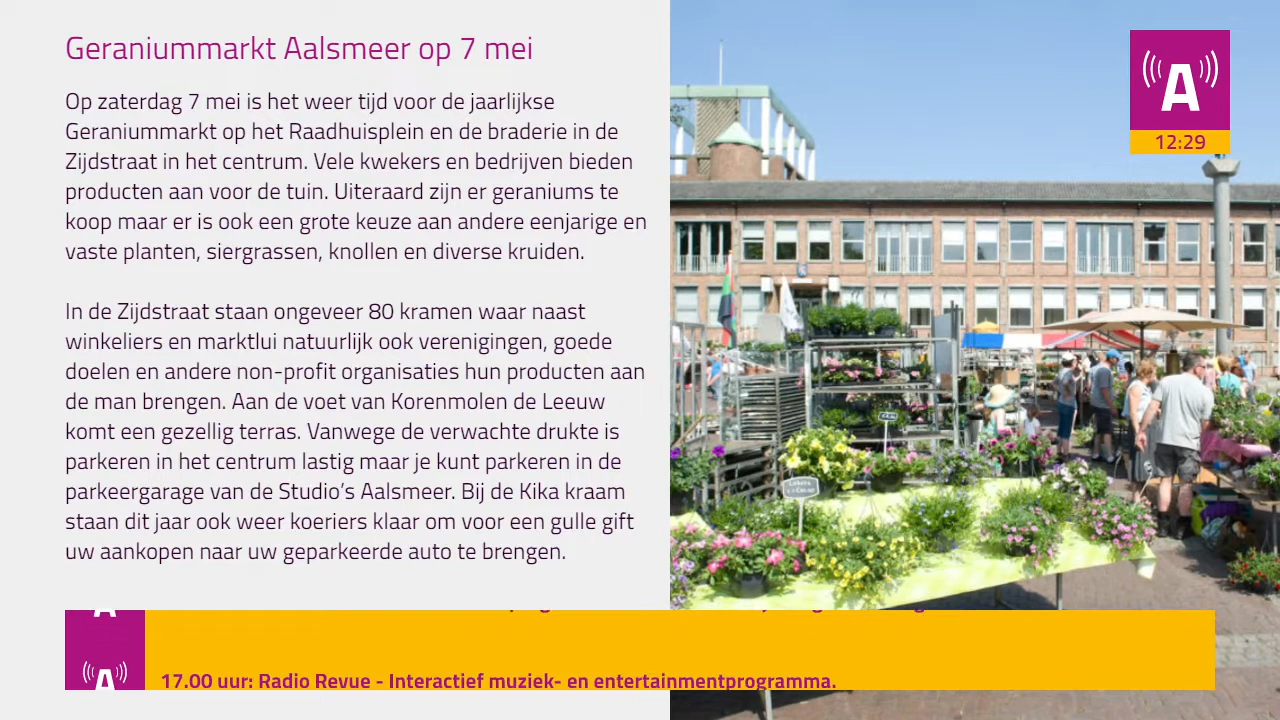 Geraniummarkt Aalsmeer op 7 mei
Op zaterdag 7 mei is het weer tijd voor de jaarlijkse
Geraniummarkt op het Raadhuisplein en de braderie in de
Zijdstraat in het centrum. Vele kwekers en bedrijven bieden
producten aan voor de tuin. Uiteraard zijn er geraniums te
koop maar er is ook een grote keuze aan andere eenjarige en
vaste planten, siergrassen, knollen en diverse kruiden.
In de Zijdstraat staan ongeveer 80 kramen waar naast
winkeliers en marktlui natuurlijk ook verenigingen, goede
doelen en andere non-profit organisaties hun producten aan
de man brengen. Aan de voet van Korenmolen de Leeuw
komt een gezellig terras. Vanwege de verwachte drukte is
parkeren in het centrum lastig maar je kunt parkeren in de
parkeergarage van de Studio’s Aalsmeer. Bij de Kika kraam
staan dit jaar ook weer koeriers klaar om voor een gulle gift
uw aankopen naar uw geparkeerde auto te brengen.
A
12:29
A
17.00 uur: Radio Revue - Interactief muziek- en entertainmentprogramma.